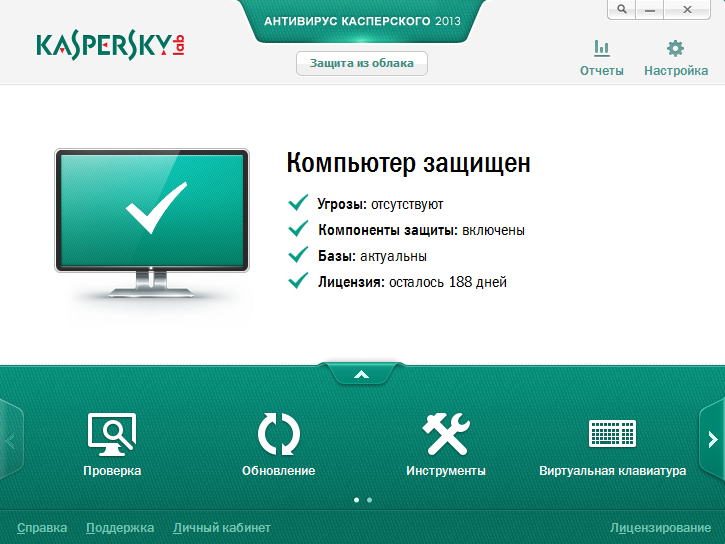 АНТИВИРУС КАСПЕРСКОГО 2013
KASPERSKY lab
Защита из облака
Отчеты
Настройка
Компьютер защищен
Угрозы: отсутствуют
Компоненты защиты: включены
Базы: актуальны
Лицензия: осталось 188 дней
Проверка
Обновление
Инструменты
Виртуальная клавиатура
Справка
Поддержка
Личный кабинет
Лицензирование